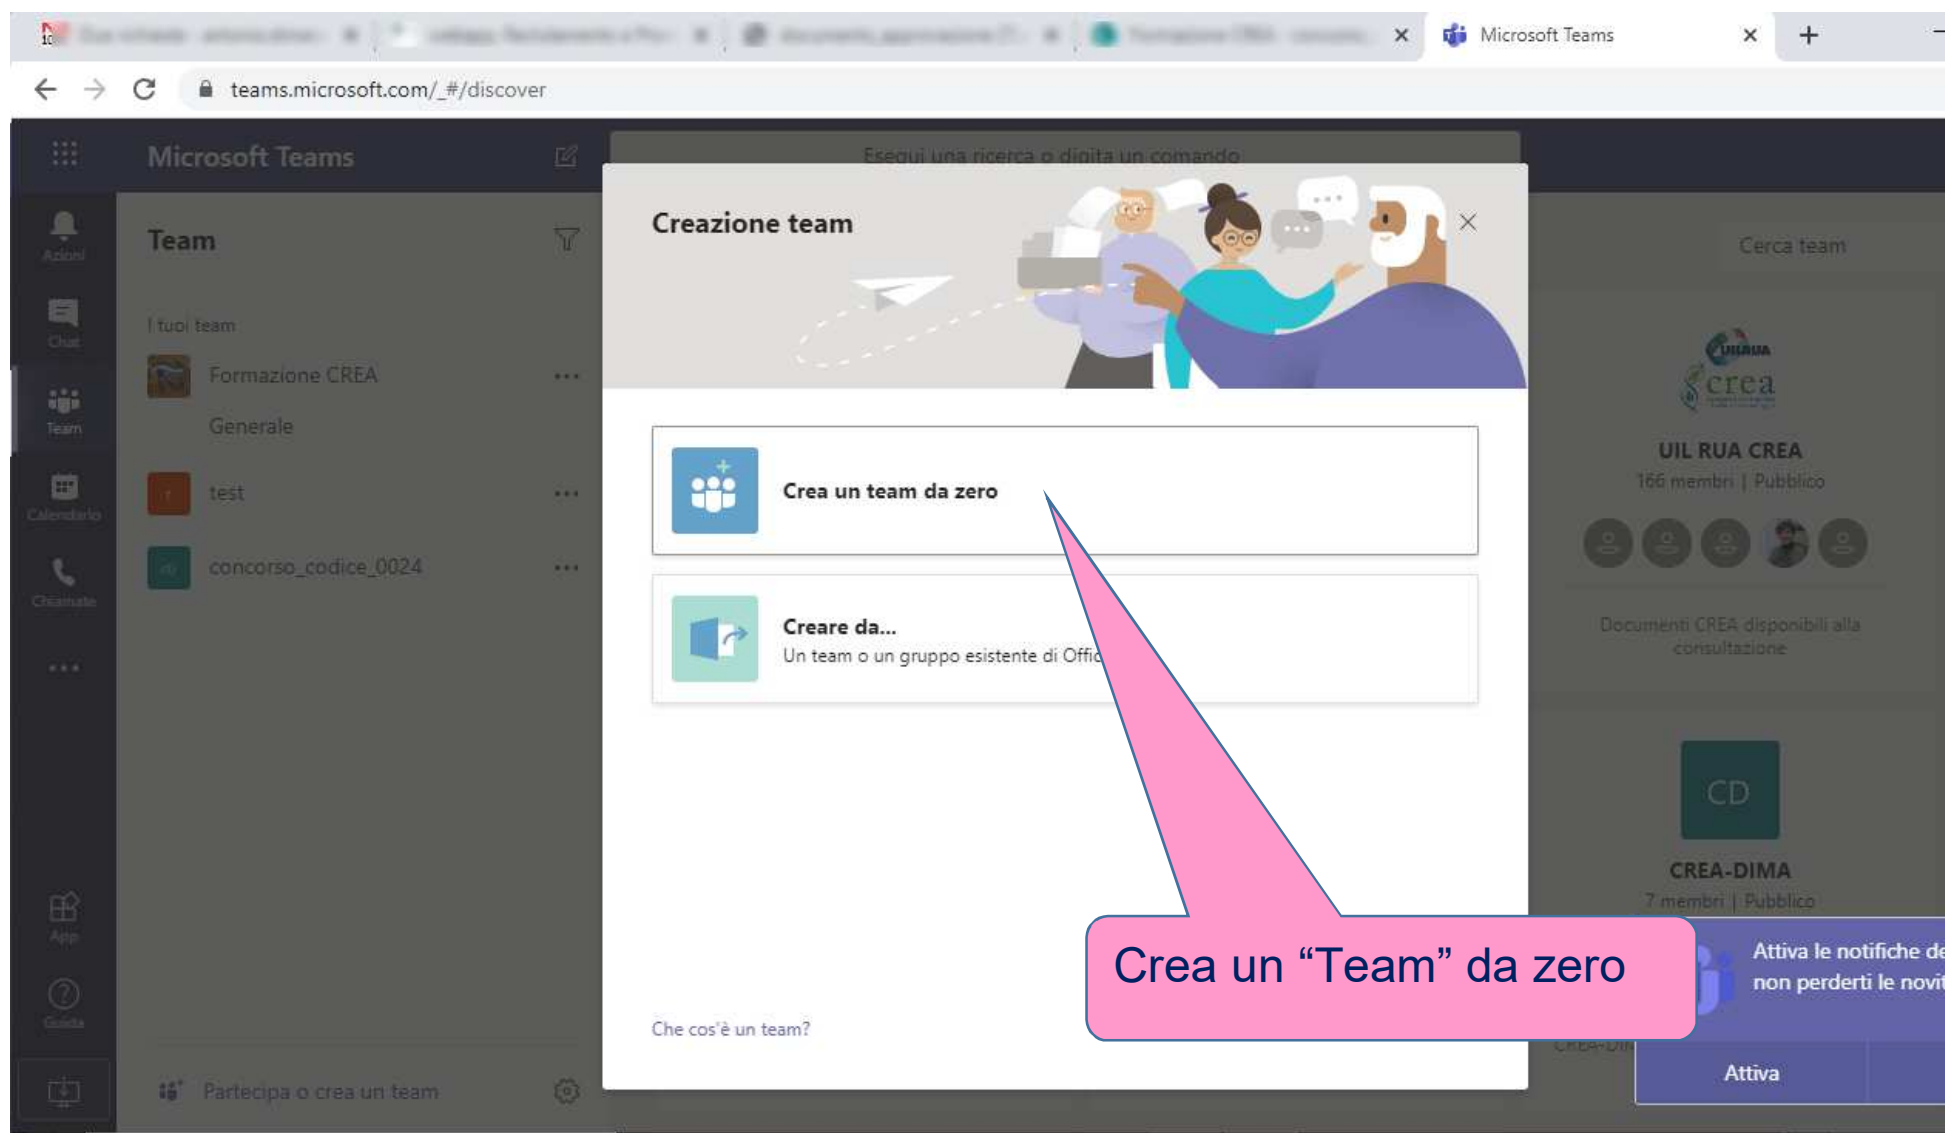 Microsoft Teams
teams.microsoft.com/_#/discover
Microsoft Teams
Esegui una ricerca o digita un comando
Azioni
Chat
Team
Calendario
Chiamate
App
Guida
Team
I tuoi team
Formazione CREA
Generale
test
concorso_codice_0024
Partecipa o crea un team
Creazione team
Crea un team da zero
Creare da...
Un team o un gruppo esistente di Offic
Che cos'è un team?
Crea un “Team” da zero
Cerca team
UILRUA
crea
UIL RUA CREA
166 membri | Pubblico
Documenti CREA disponibili alla
consultazione
CD
CREA-DIMA
7 membri | Pubblico
CREA-DIM
Attiva le notifiche de
non perderti le novit
Attiva